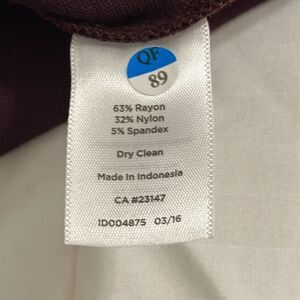 QF
89
63% Rayon
32% Nylon
5% Spandex
Dry Clean
Made In Indonesia
CA #23147
ID004875 03/16